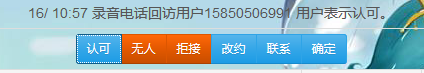 16/ 10:57 录音电话回访用户15850506991 用户表示认可。
认可 无人 拒接 改约 联系 确定